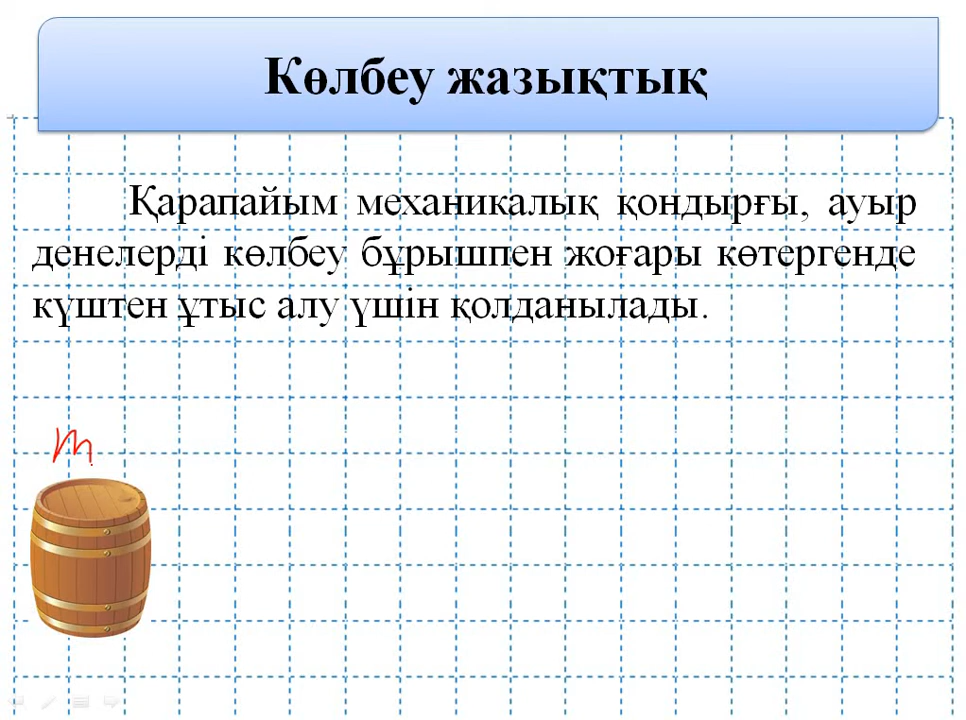 Көлбеу жазықтық
Қарапайым механикалық қондырғы, ауыр
денелерді көлбеу бұрышпен жоғары көтергенде
күштен ұтыс алу үшін қолданылады.
m